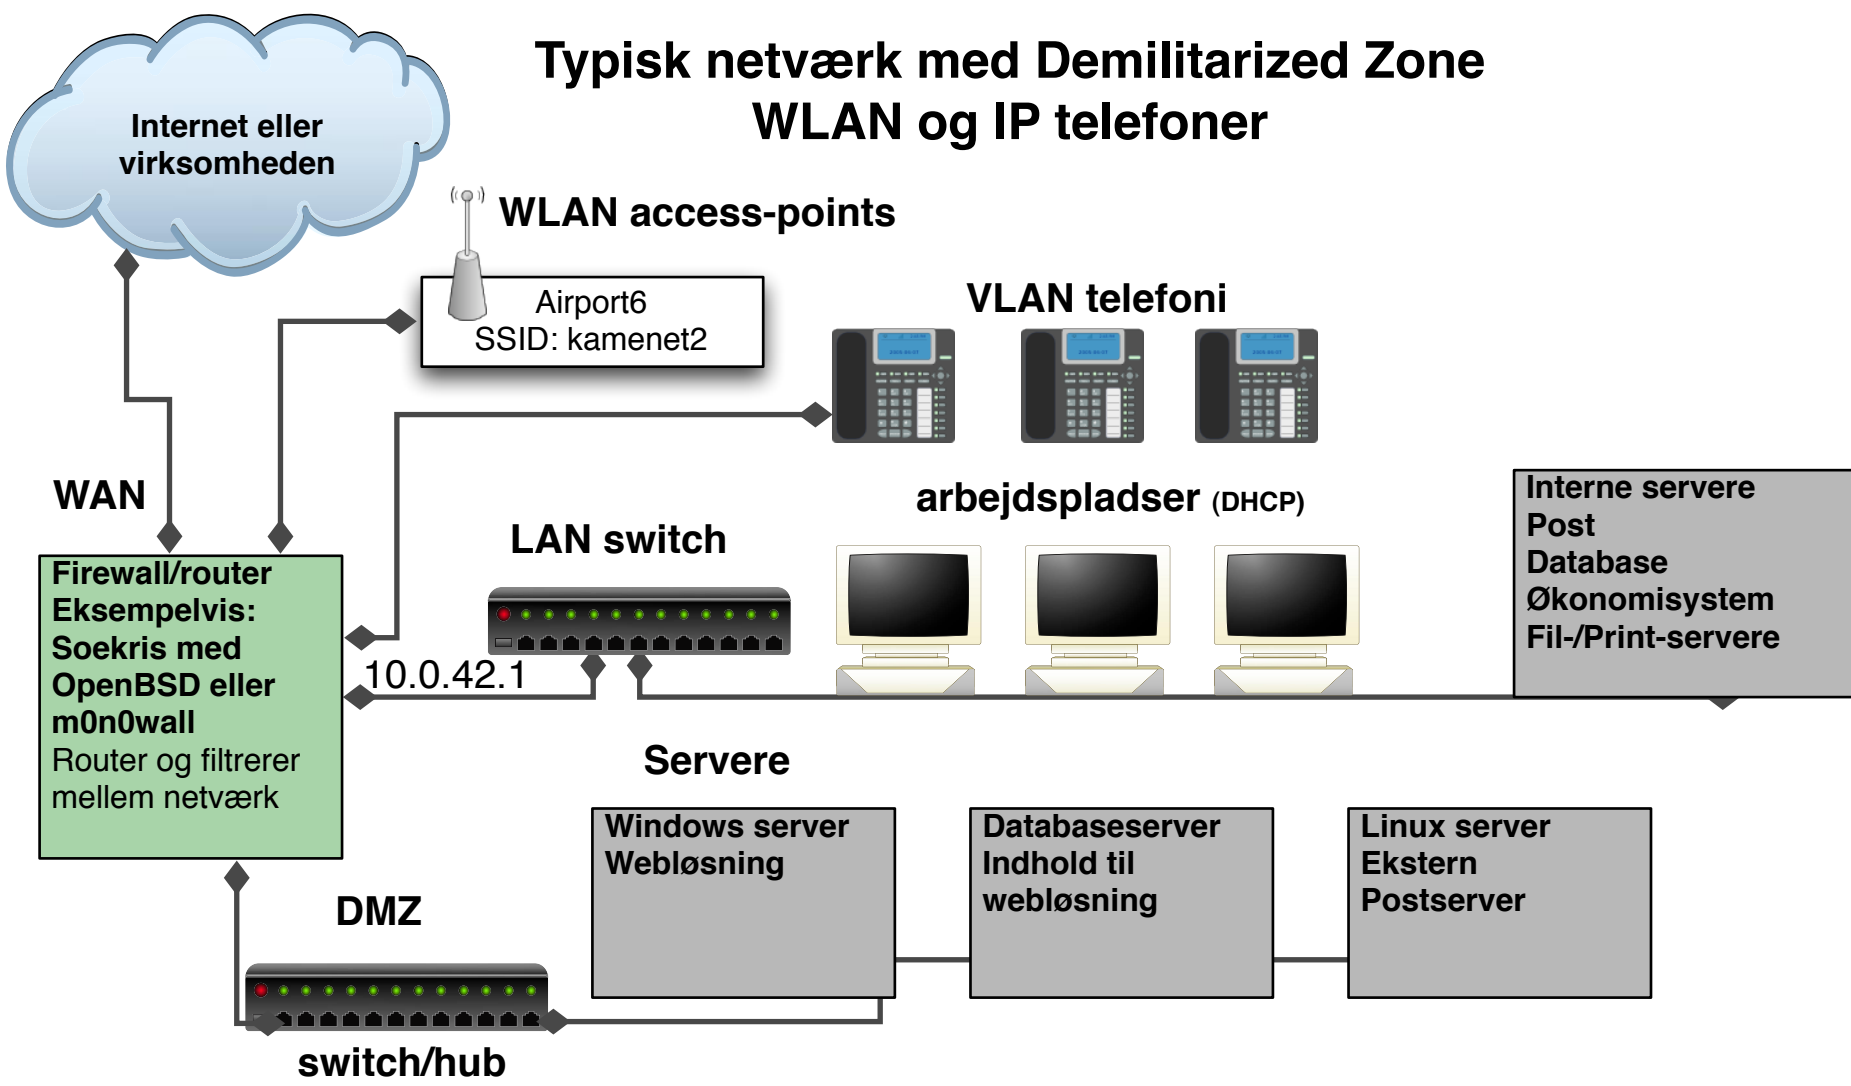 Typisk netværk med Demilitarized Zone
WLAN og IP telefoner
Internet eller
virksomheden
WLAN access-points
Airport6
SSID: kamenet2
VLAN telefoni
WAN
arbejdspladser (DHCP)
LAN switch
Interne servere
Post
Database
Økonomisystem
Fil-/Print-servere
Firewall/router
Eksempelvis:
Soekris med
OpenBSD eller
m0n0wall
Router og filtrerer
mellem netværk
10.0.42.1
Servere
Windows server
Webløsning
Databaseserver
Indhold til
webløsning
Linux server
Ekstern
Postserver
DMZ
switch/hub